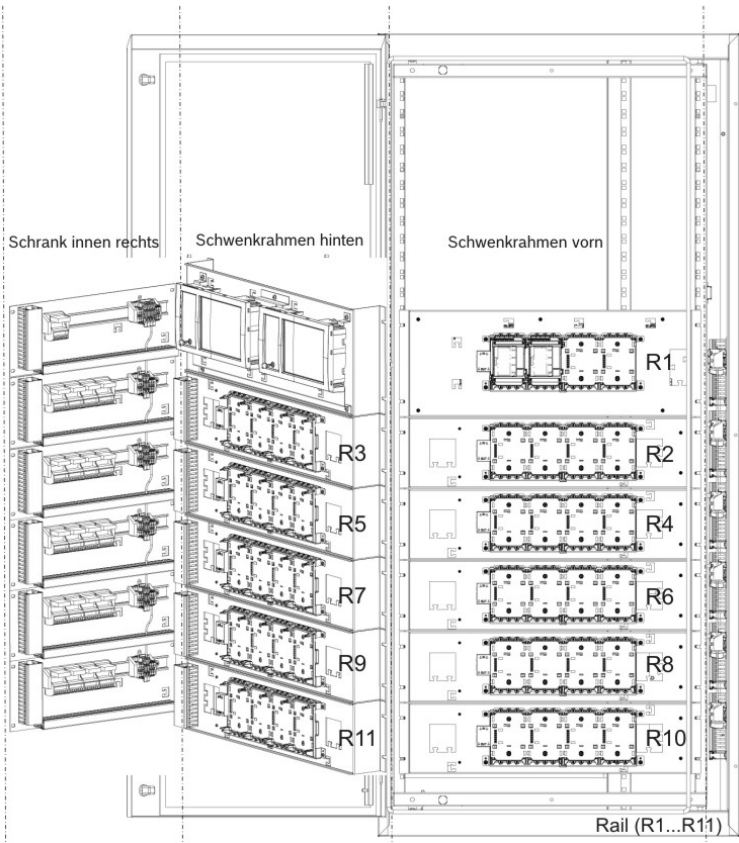 Schrank innen rechts
Schwenkrahmen hinten
Schwenkrahmen vorn
R1
R3
R2
R5
R4
R7
R6
R9
R8
R11
R10
Rail (R1...R11)